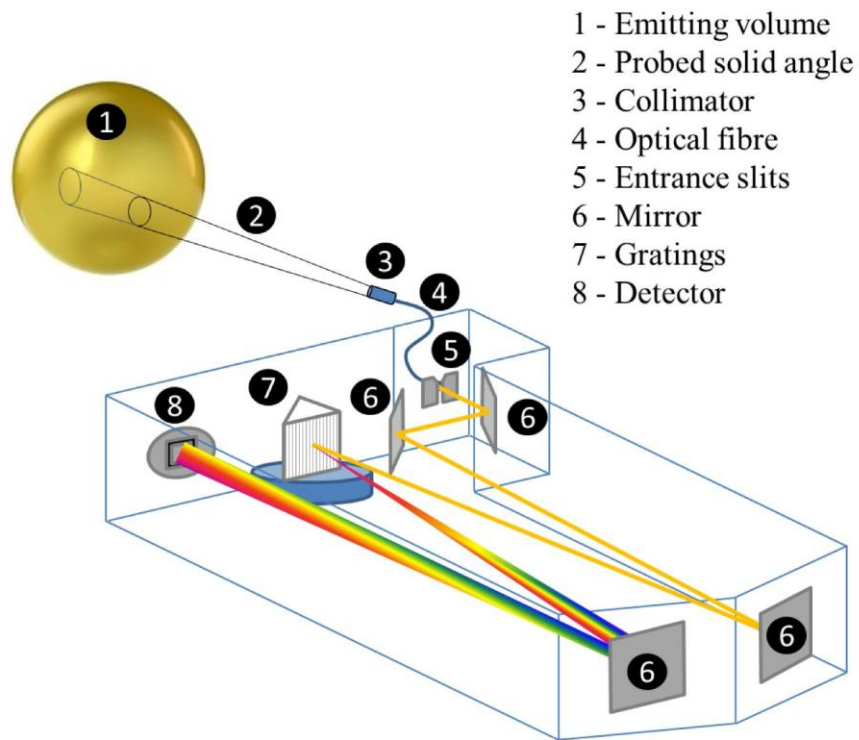 1 - Emitting volume
2 - Probed solid angle
3 - Collimator
4 - Optical fibre
5 - Entrance slits
6 - Mirror
7 - Gratings
8 - Detector
1
2
3
4
5
6
6
7
8
6
6